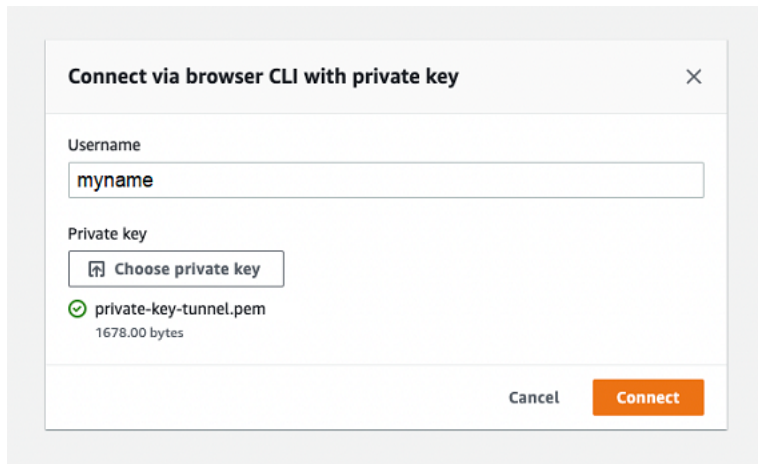 Connect via browser CLI with private key
Username
myname
Private key
Choose private key
private-key-tunnel.pem
1678.00 bytes
Cancel
Connect